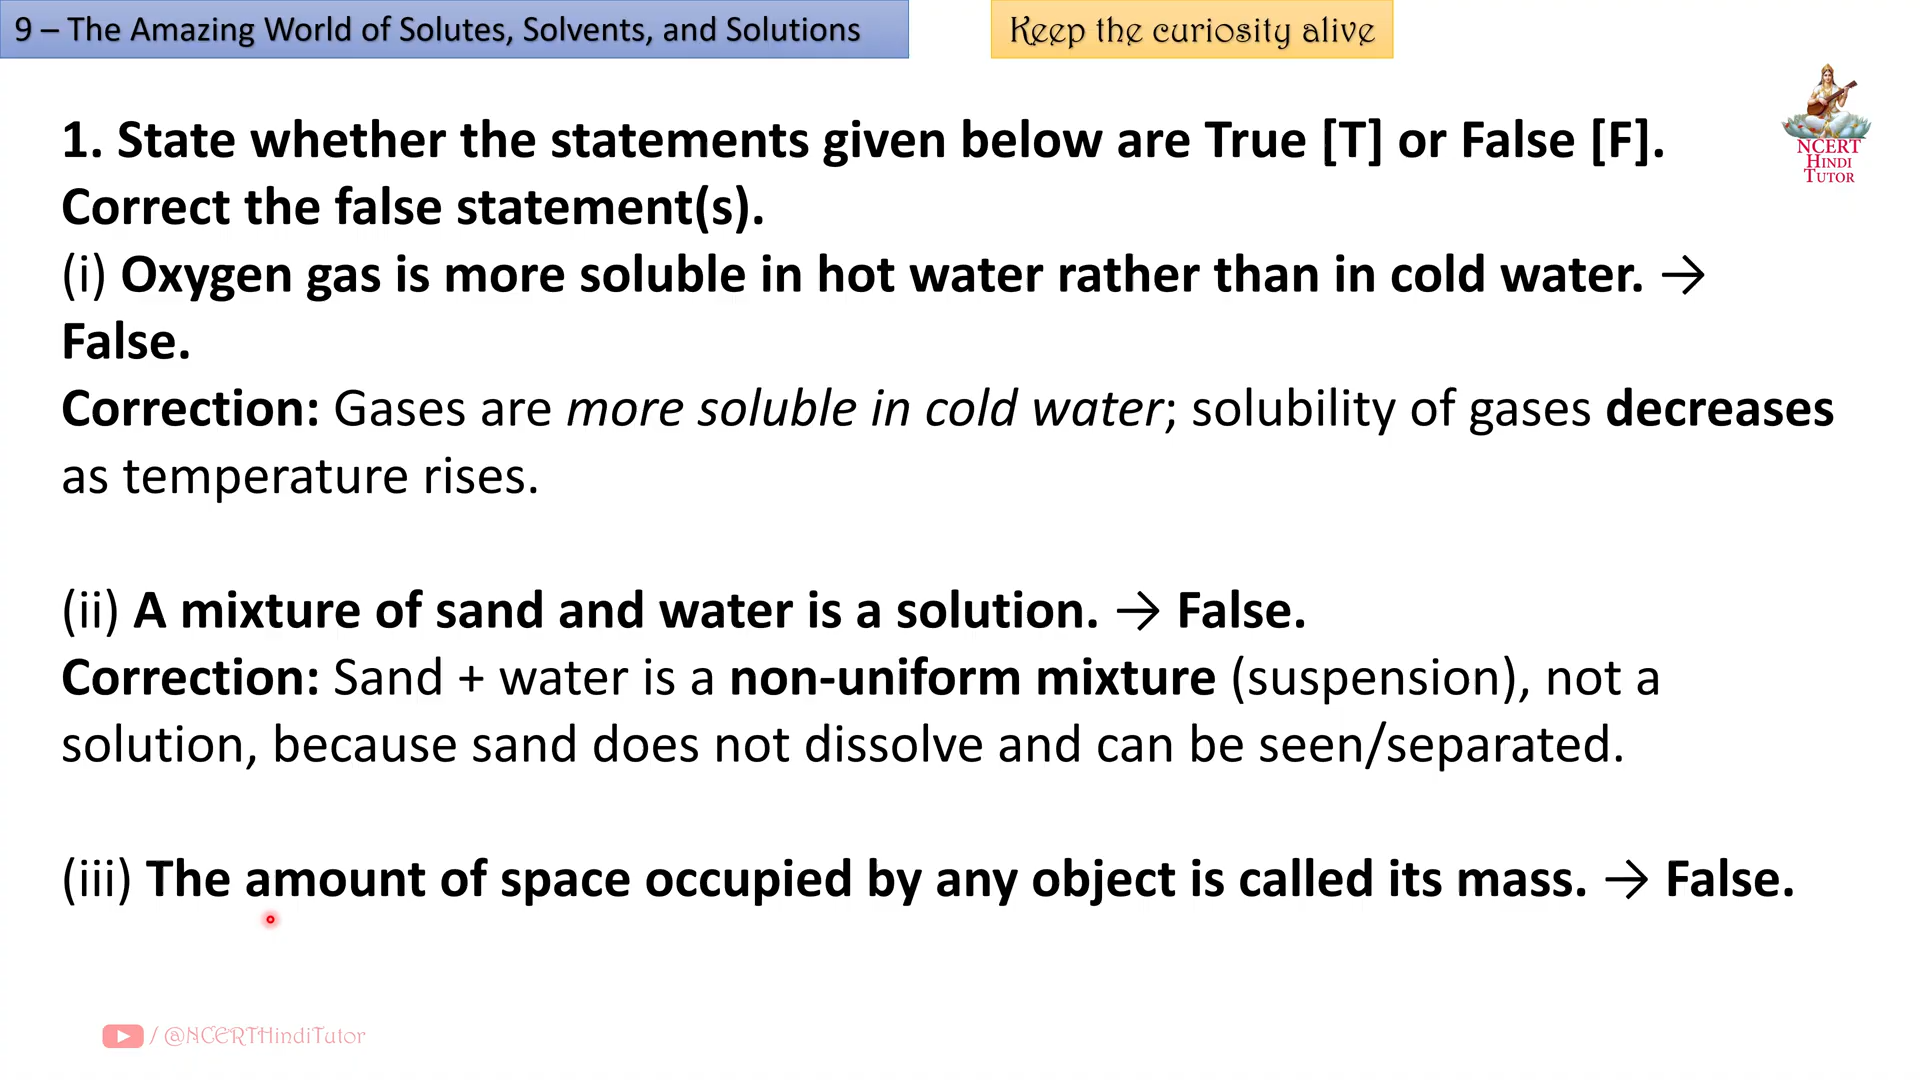 9 – The Amazing World of Solutes, Solvents, and Solutions
Keep the curiosity alive
NCERT
HINDI
TUTOR
1. State whether the statements given below are True [T] or False [F].
Correct the false statement(s).
(i) Oxygen gas is more soluble in hot water rather than in cold water. →
False.
Correction: Gases are more soluble in cold water; solubility of gases decreases
as temperature rises.
(ii) A mixture of sand and water is a solution. → False.
Correction: Sand + water is a non-uniform mixture (suspension), not a
solution, because sand does not dissolve and can be seen/separated.
(iii) The amount of space occupied by any object is called its mass. → False.
/ @NCERTHindiTutor